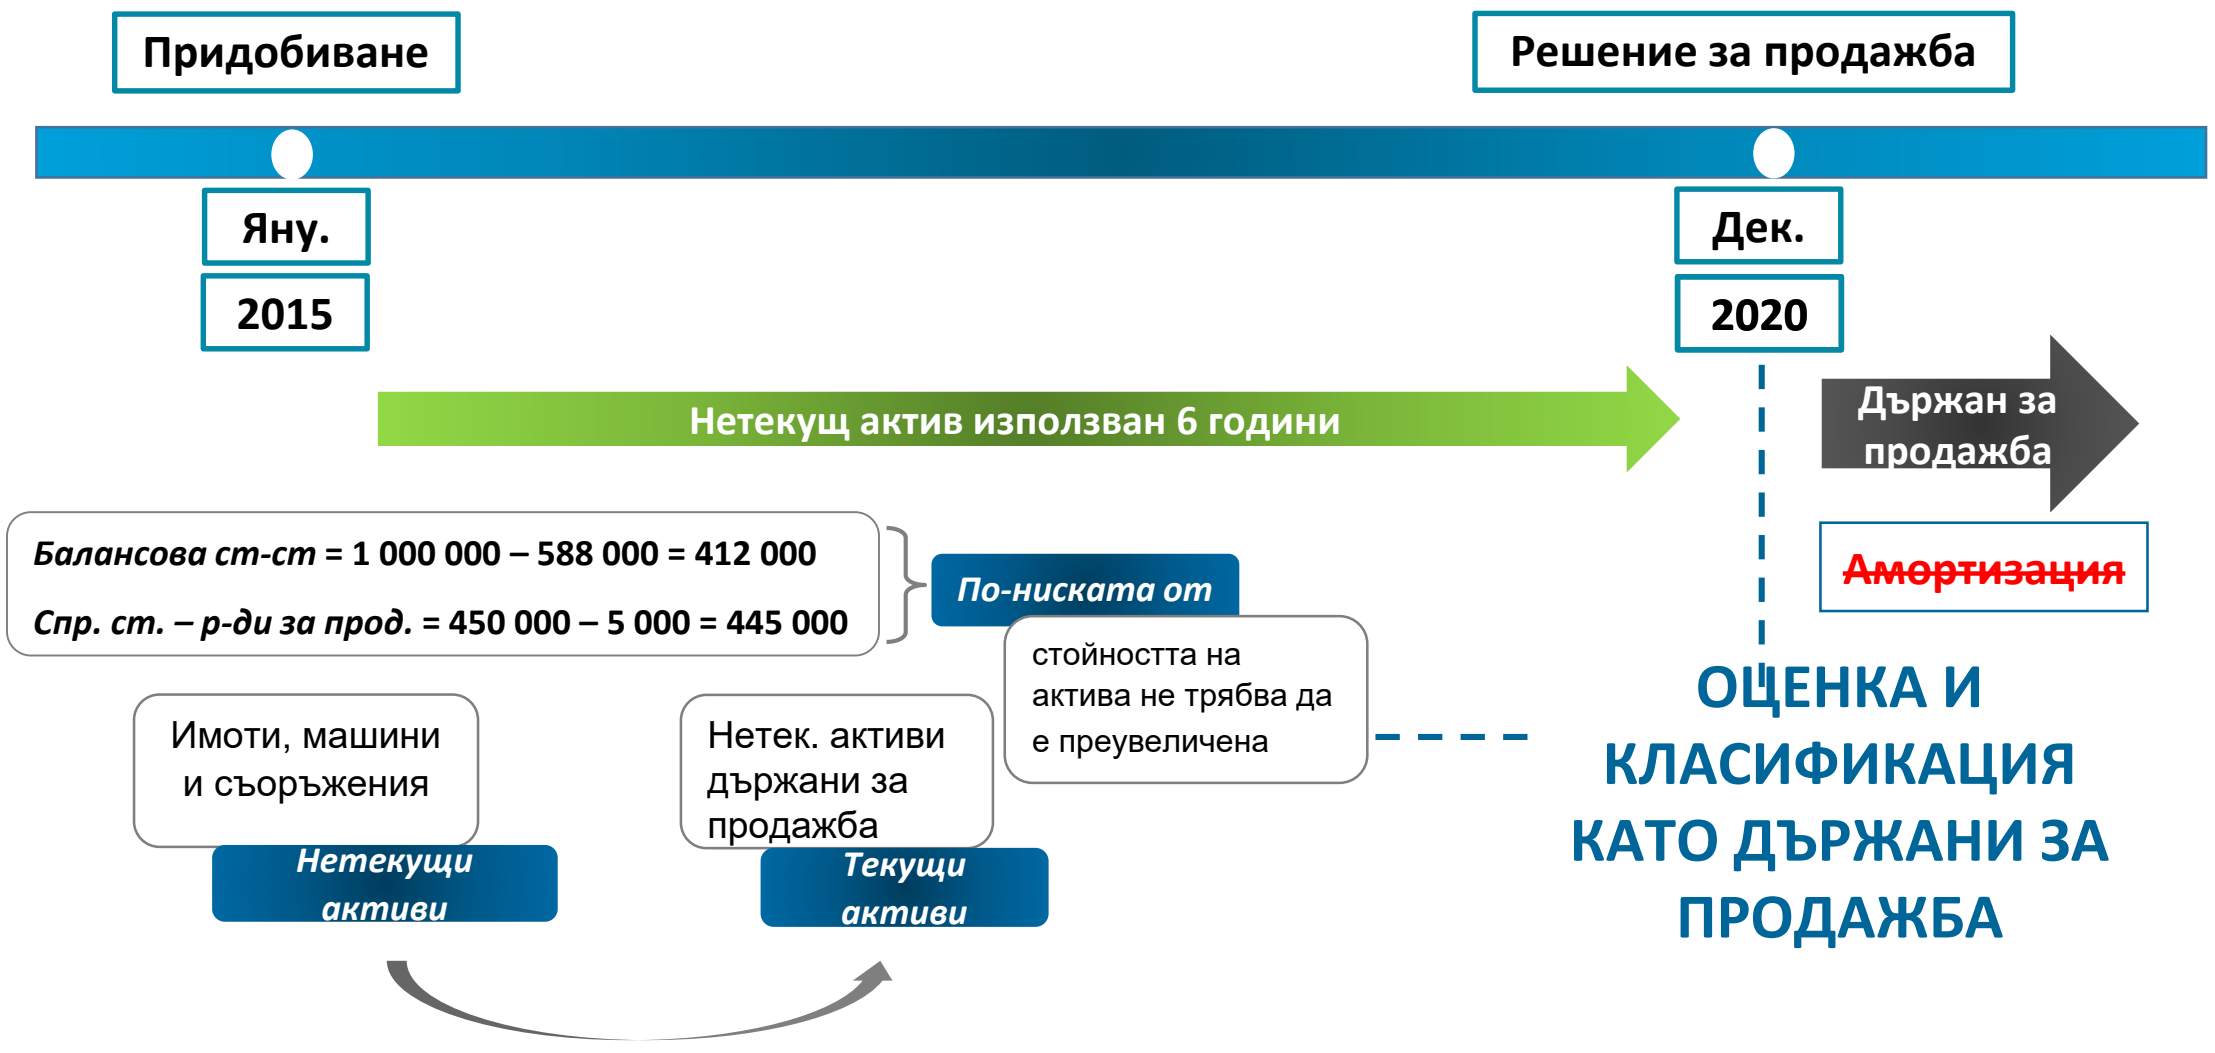 Придобиване
Решение за продажба
Яну.
2015
Дек.
2020
Нетекущ актив използван 6 години
Държан за
продажба
Балансова ст-ст = 1 000 000 – 588 000 = 412 000
Спр. ст. – р-ди за прод. = 450 000 – 5 000 = 445 000
По-ниската от
стойността на
актива не трябва да
е преувеличена
Амортизация
Имоти, машини
и съоръжения
Нетекущи
активи
Нетек. активи
държани за
продажба
Текущи
активи
ОЦЕНКА И
КЛАСИФИКАЦИЯ
КАТО ДЪРЖАНИ ЗА
ПРОДАЖБА